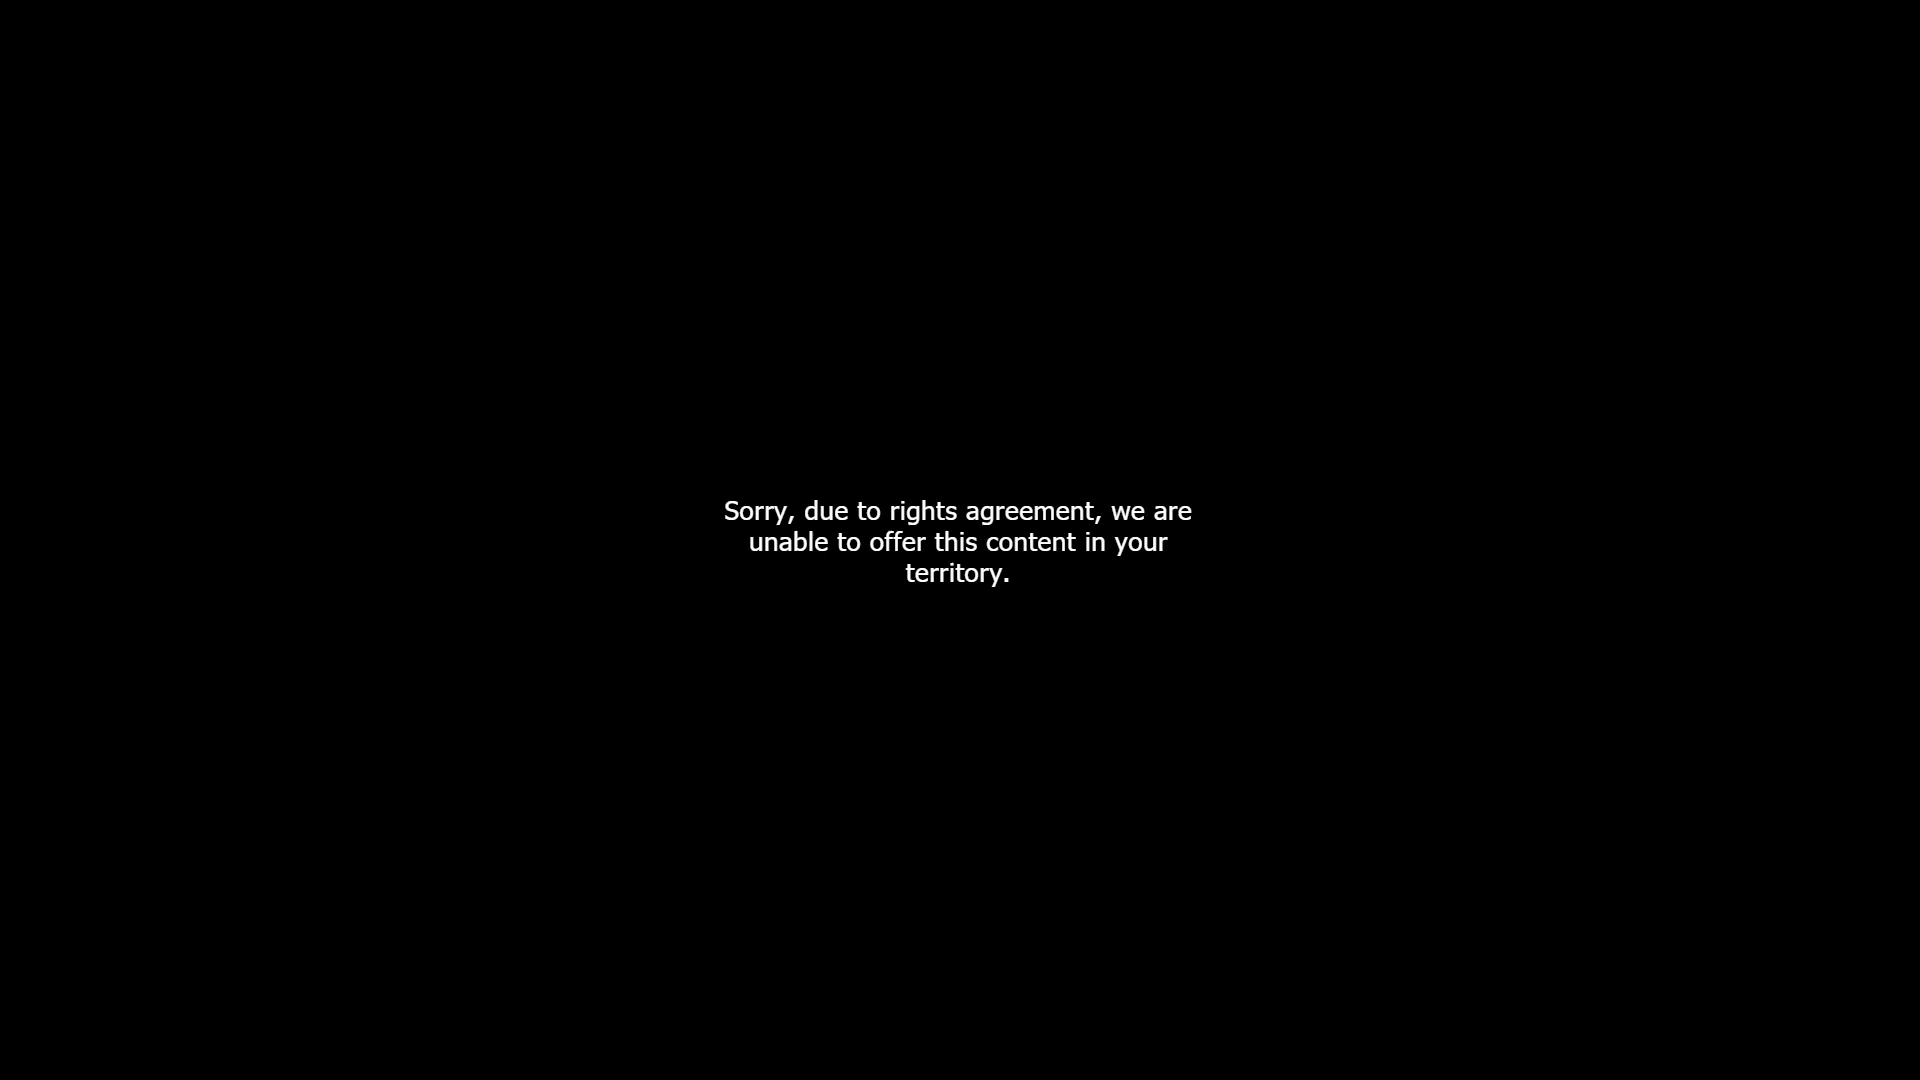 Sorry, due to rights agreement, we are
unable to offer this content in your
territory.